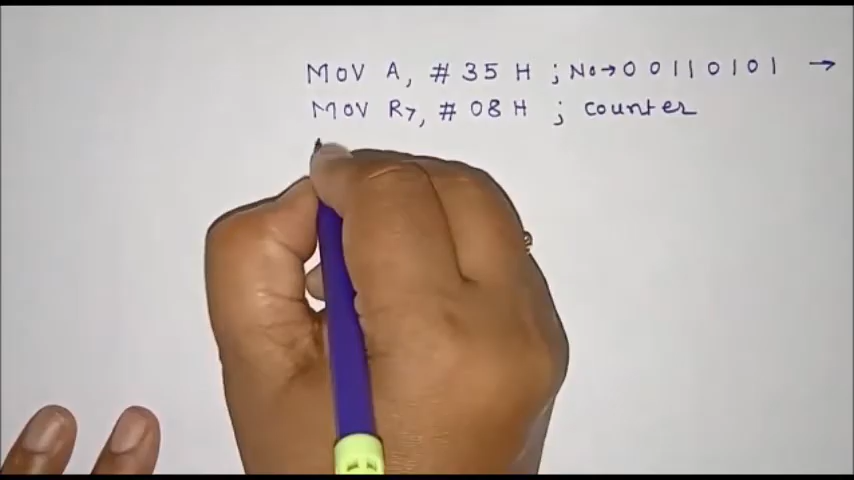 MOV A, # 35 H ; No → 0 0 1 1 0 1 0 1 →
MOV R7, # 08 H ; counter